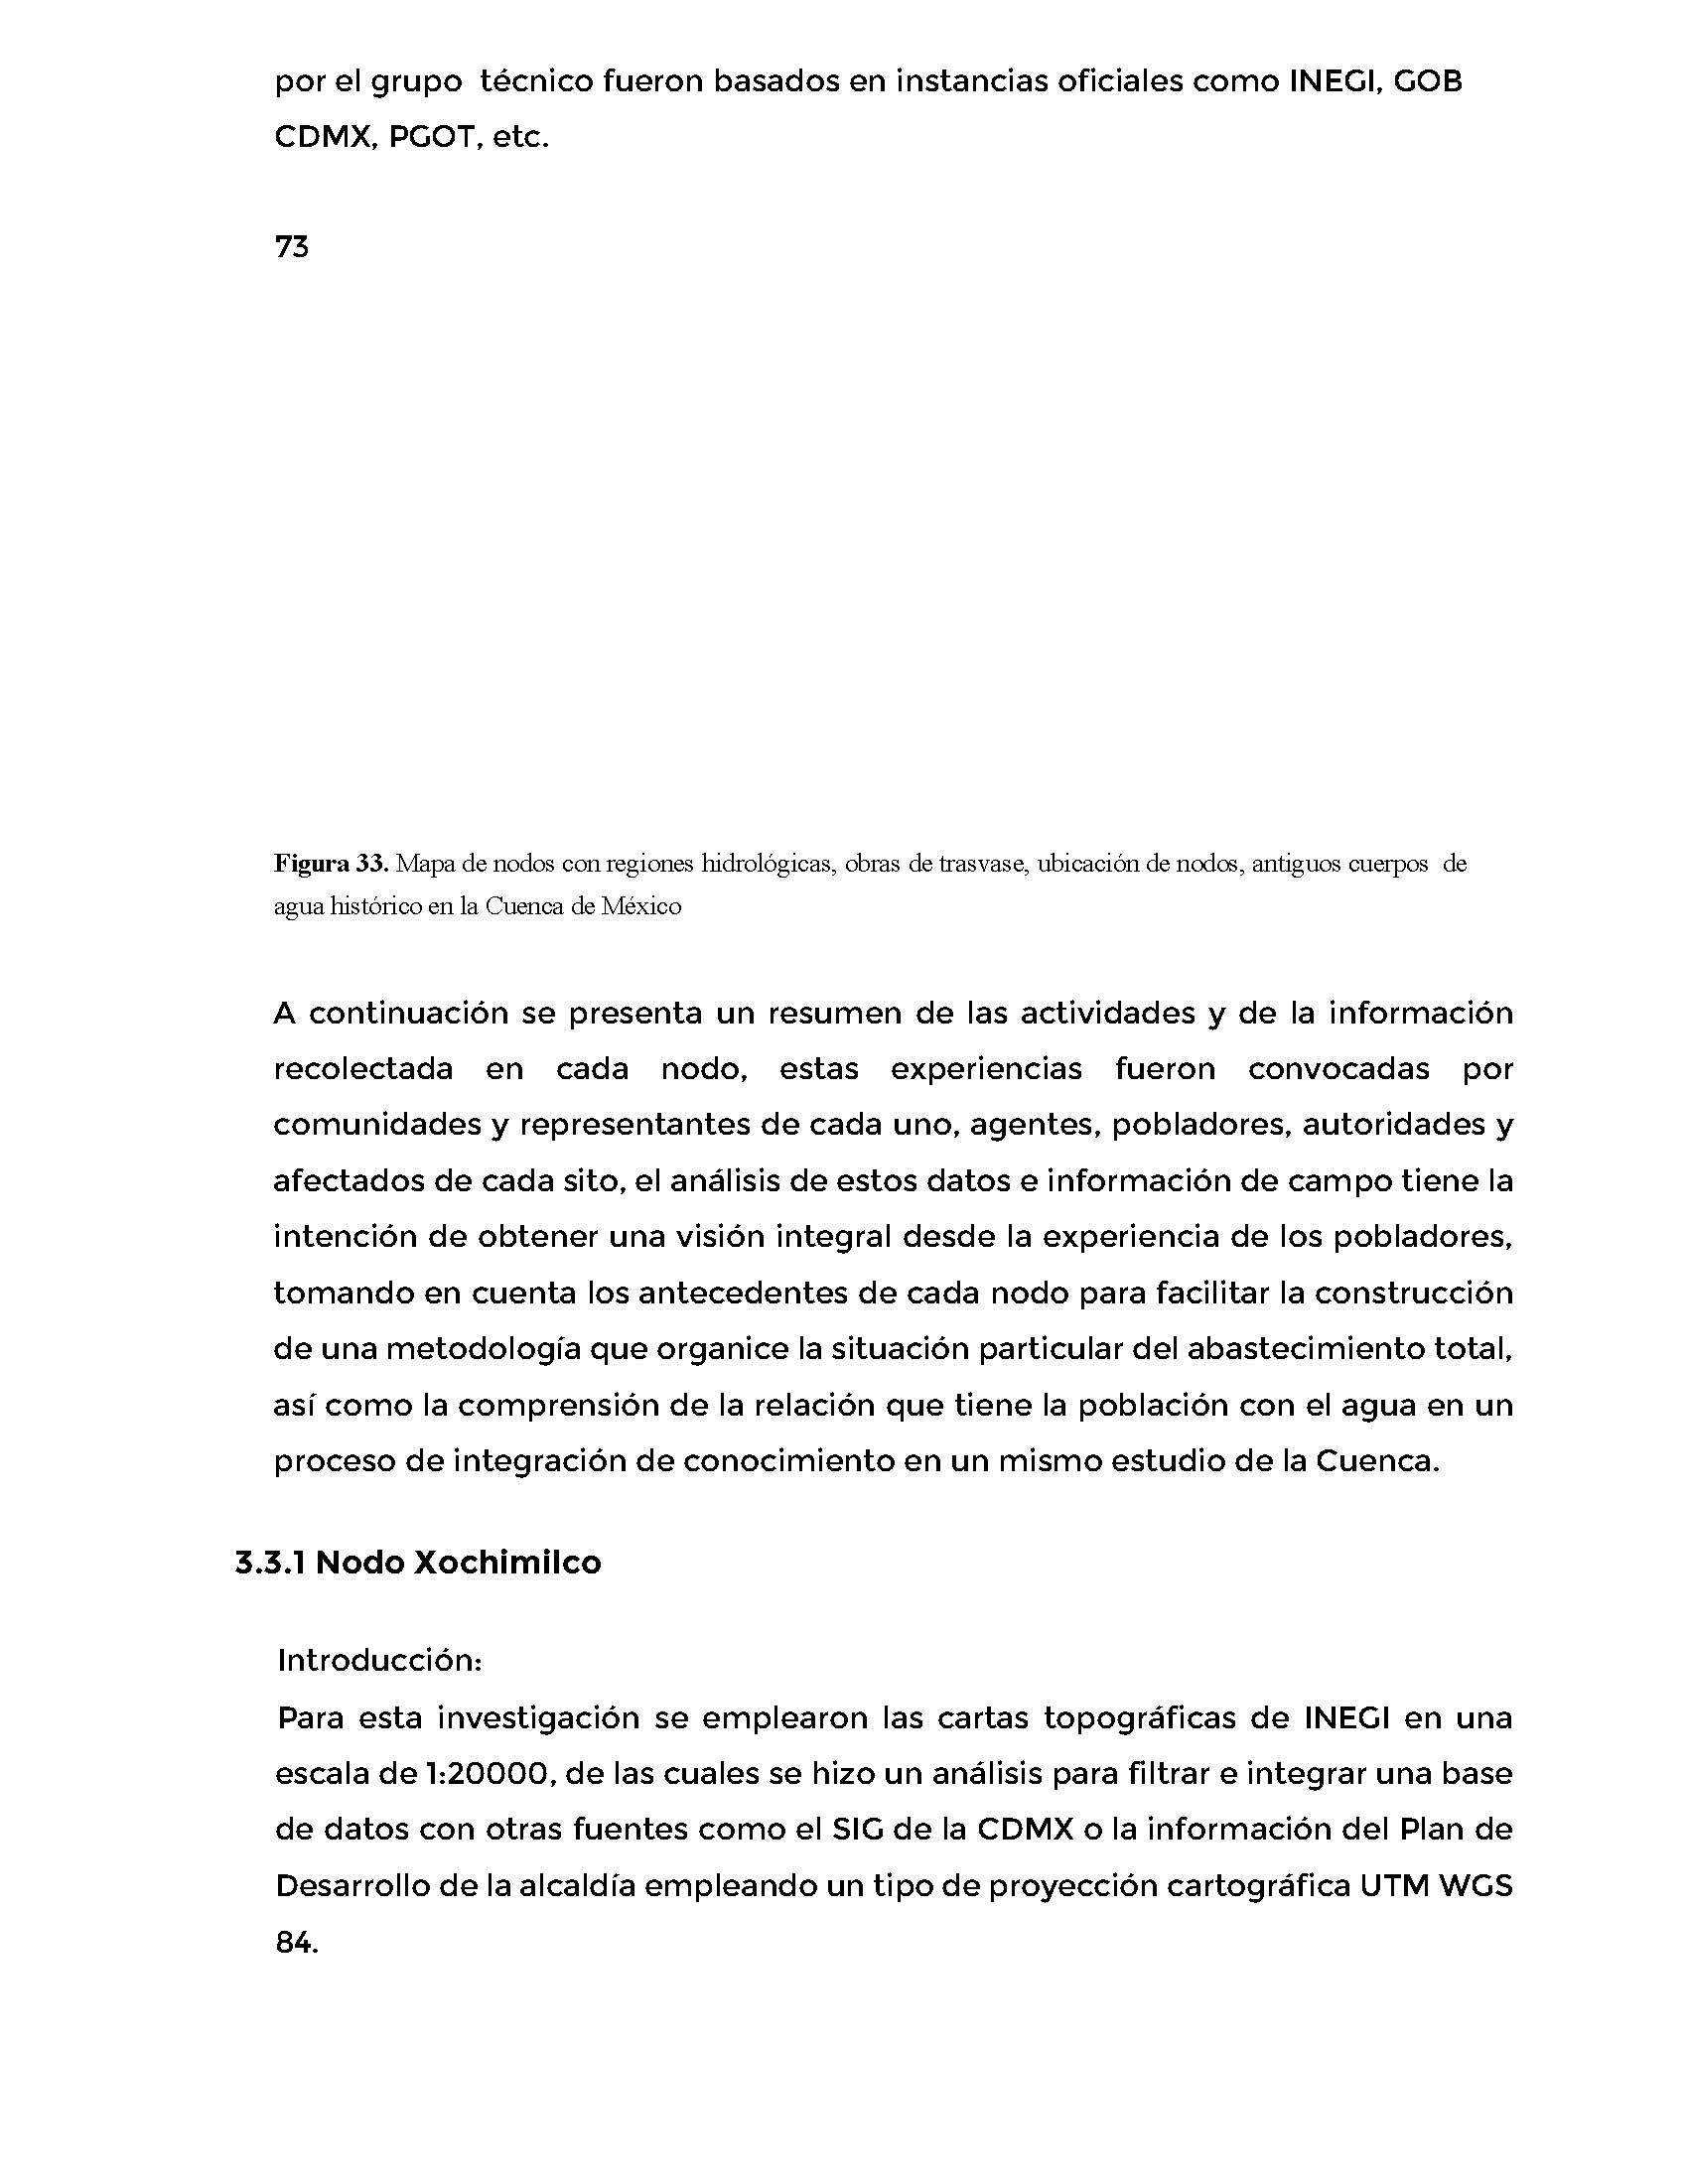 por el grupo técnico fueron basados en instancias oficiales como INEGI, GOB
CDMX, PGOT, etc.
73
Figura 33. Mapa de nodos con regiones hidrológicas, obras de trasvase, ubicación de nodos, antiguos cuerpos de
agua histórico en la Cuenca de México
A continuación se presenta un resumen de las actividades y de la información
recolectada en cada nodo, estas experiencias fueron convocadas por
comunidades y representantes de cada uno, agentes, pobladores, autoridades y
afectados de cada sito, el análisis de estos datos e información de campo tiene la
intención de obtener una visión integral desde la experiencia de los pobladores,
tomando en cuenta los antecedentes de cada nodo para facilitar la construcción
de una metodología que organice la situación particular del abastecimiento total,
así como la comprensión de la relación que tiene la población con el agua en un
proceso de integración de conocimiento en un mismo estudio de la Cuenca.
3.3.1 Nodo Xochimilco
Introducción:
Para esta investigación se emplearon las cartas topográficas de INEGI en una
escala de 1:20000, de las cuales se hizo un análisis para filtrar e integrar una base
de datos con otras fuentes como el SIG de la CDMX o la información del Plan de
Desarrollo de la alcaldía empleando un tipo de proyección cartográfica UTM WGS
84.